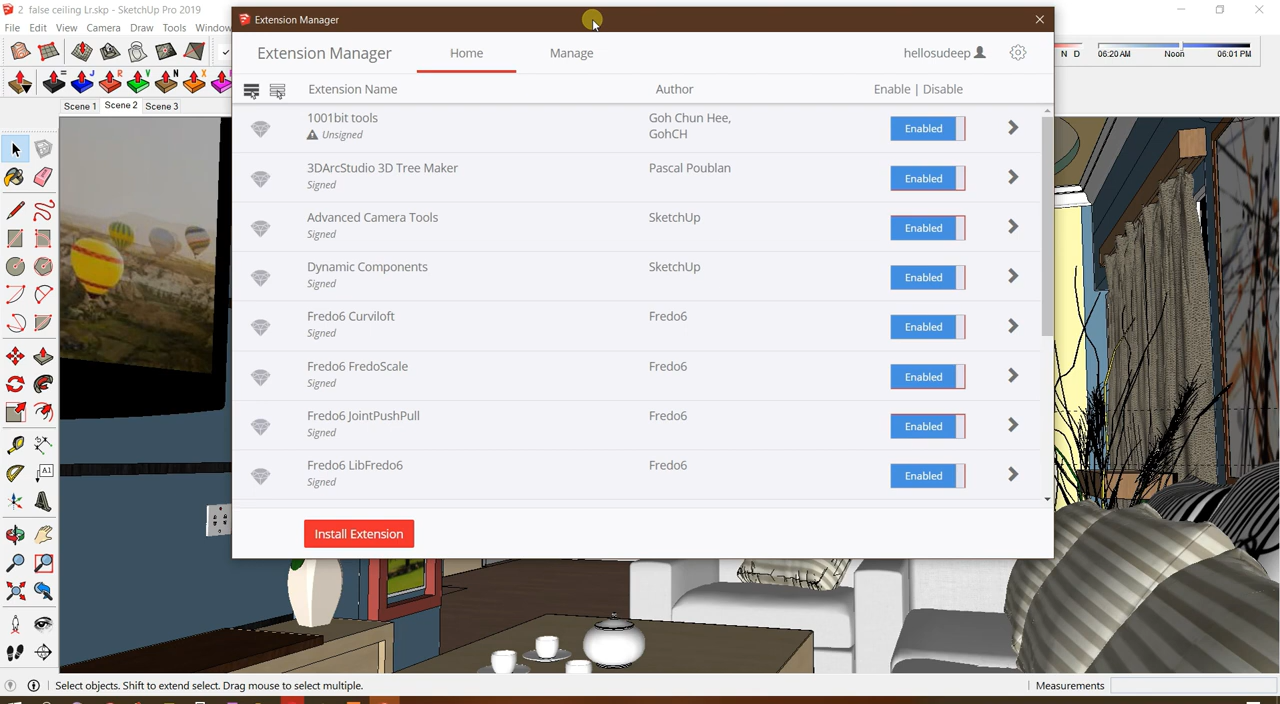 2 false ceiling Lr.skp - SketchUp Pro 2019
File Edit View Camera Draw Tools Window
Extension Manager
Extension Manager Home Manage hellosudeep
N D 06:20 AM Noon 06:01 PM
Scene 1 Scene 2 Scene 3
Extension Name Author Enable | Disable
1001bit tools
Unsigned
Goh Chun Hee,
GohCH
Enabled
3DArcStudio 3D Tree Maker
Signed
Pascal Poublan
Enabled
Advanced Camera Tools
Signed
SketchUp
Enabled
Dynamic Components
Signed
SketchUp
Enabled
Fredo6 Curviloft
Signed
Fredo6
Enabled
Fredo6 FredoScale
Signed
Fredo6
Enabled
Fredo6 JointPushPull
Signed
Fredo6
Enabled
Fredo6 LibFredo6
Signed
Fredo6
Enabled
Install Extension
Select objects. Shift to extend select. Drag mouse to select multiple.
Measurements